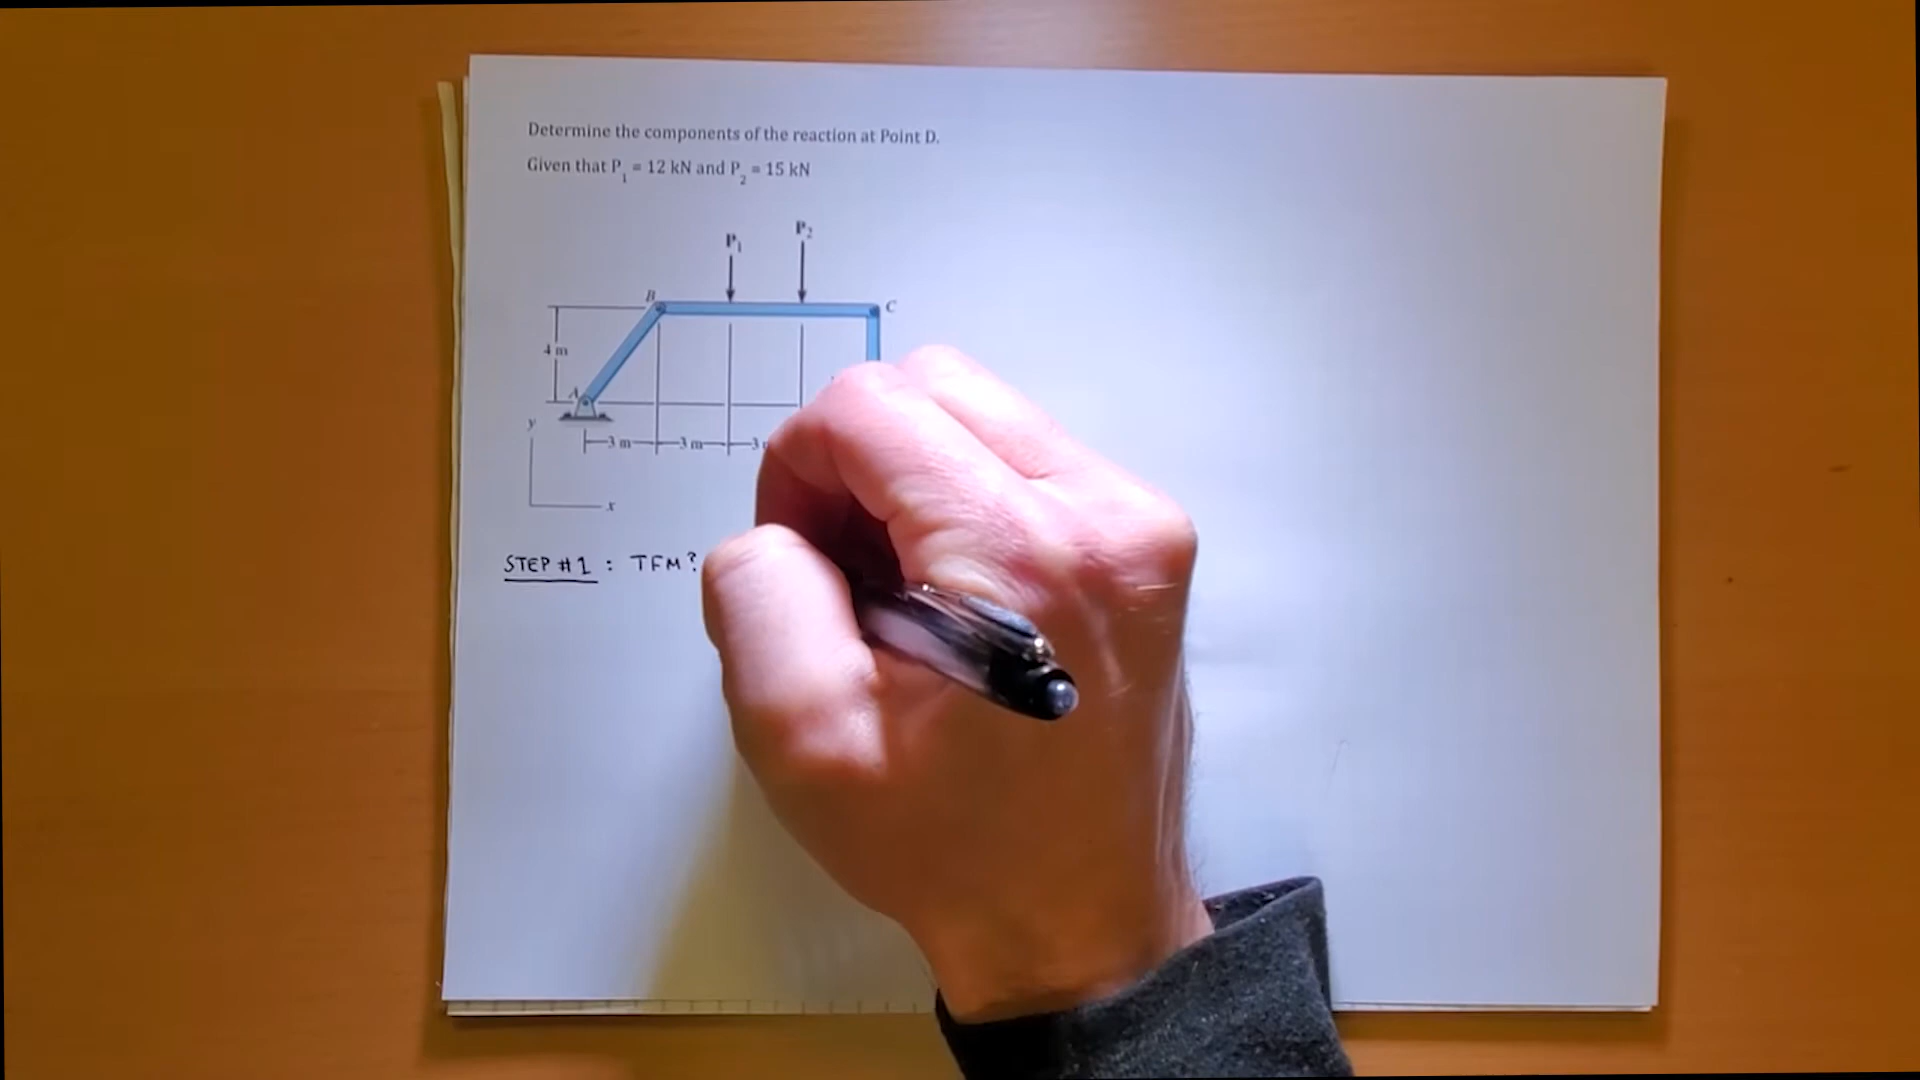 Determine the components of the reaction at Point D.
Given that P1 = 12 kN and P2 = 15 kN
P2
P1
B
C
4 m
A
y
3 m
3 m
3
x
STEP #1 : TFM?